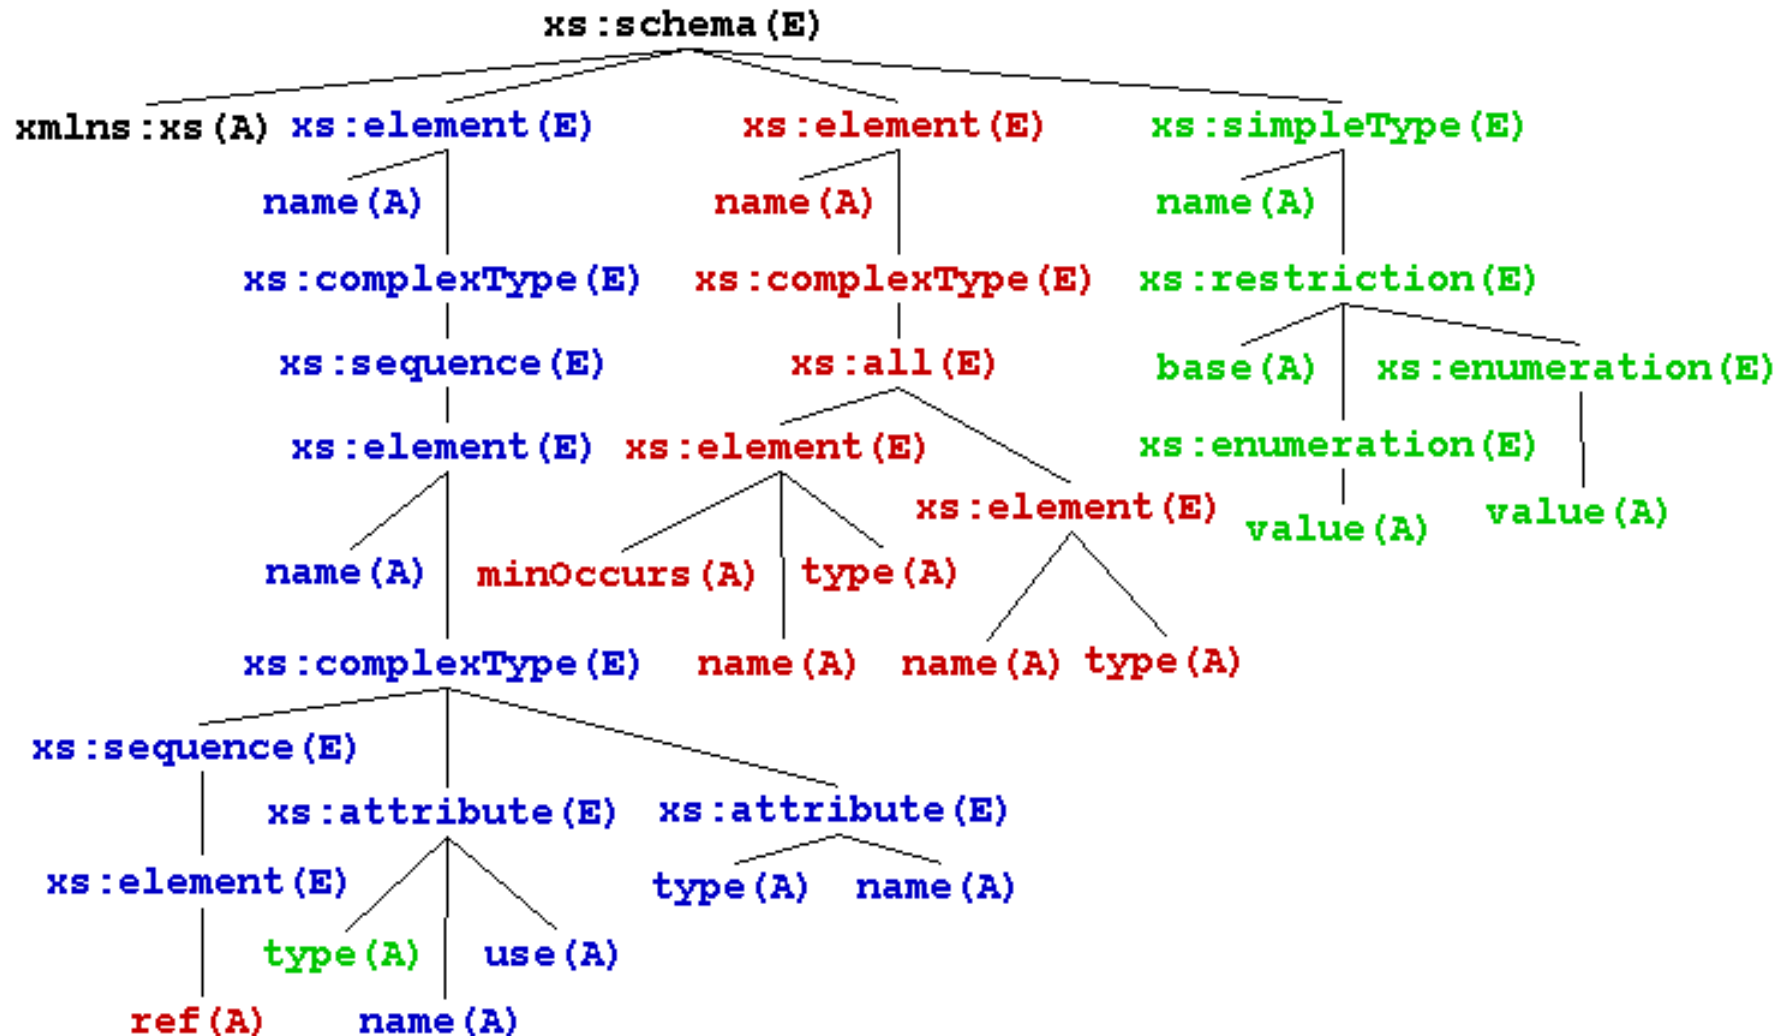 xs:schema(E)
xmlns:xs(A) xs:element(E) xs:element(E) xs:simpleType(E)
name(A) name(A) name(A)
xs:complexType(E) xs:complexType(E) xs:restriction(E)
xs:sequence(E) xs:all(E) base(A) xs:enumeration(E)
xs:element(E) xs:element(E) xs:enumeration(E)
xs:element(E) value(A) value(A)
name(A) minOccurs(A) type(A)
xs:complexType(E) name(A) name(A) type(A)
xs:sequence(E)
xs:attribute(E) xs:attribute(E)
xs:element(E) type(A) name(A)
type(A) use(A)
ref(A) name(A)